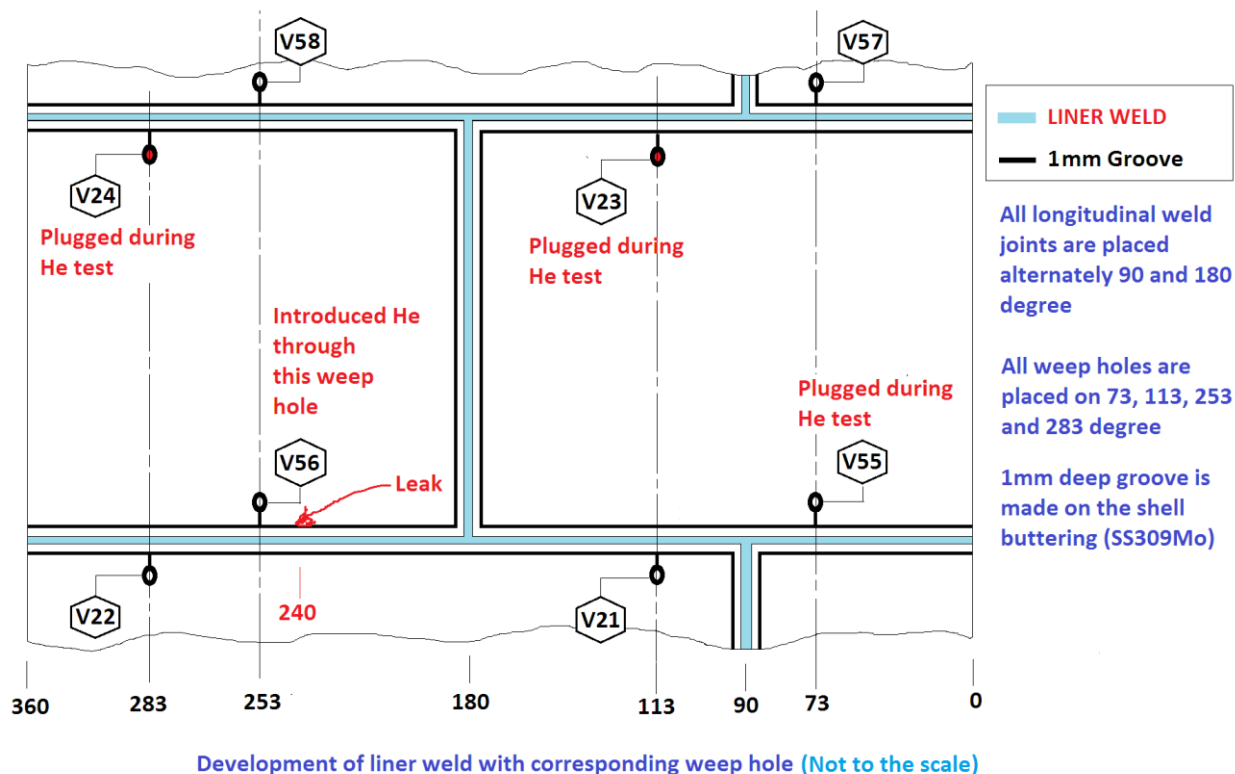 V58
V57
LINER WELD
1mm Groove
V24
V23
Plugged during
He test
Plugged during
He test
All longitudinal weld
joints are placed
alternately 90 and 180
degree
Introduced He
through
this weep
hole
All weep holes are
placed on 73, 113, 253
and 283 degree
Plugged during
He test
V56
V55
Leak
1mm deep groove is
made on the shell
buttering (SS309Mo)
V22
240
V21
360
283
253
180
113
90
73
0
Development of liner weld with corresponding weep hole (Not to the scale)